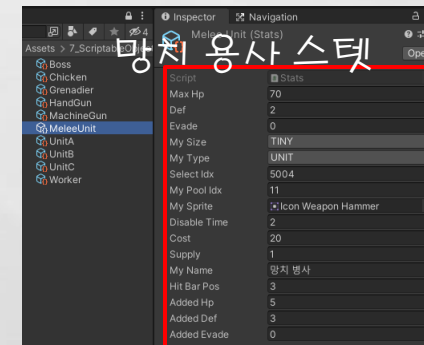 Inspector Navigation
4
Melee Unit (Stats)
Assets > 7_ScriptableObject
망치 용사 스텟
Open
Boss
Chicken
Grenadier
HandGun
MachineGun
MeleeUnit
UnitA
UnitB
UnitC
Worker
Script Stats
Max Hp 70
Def 2
Evade 0
My Size TINY
My Type UNIT
Select Idx 5004
My Pool Idx 11
My Sprite Icon Weapon Hammer
Disable Time 2
Cost 20
Supply 1
My Name 망치 병사
Hit Bar Pos 3
Added Hp 5
Added Def 3
Added Evade 0